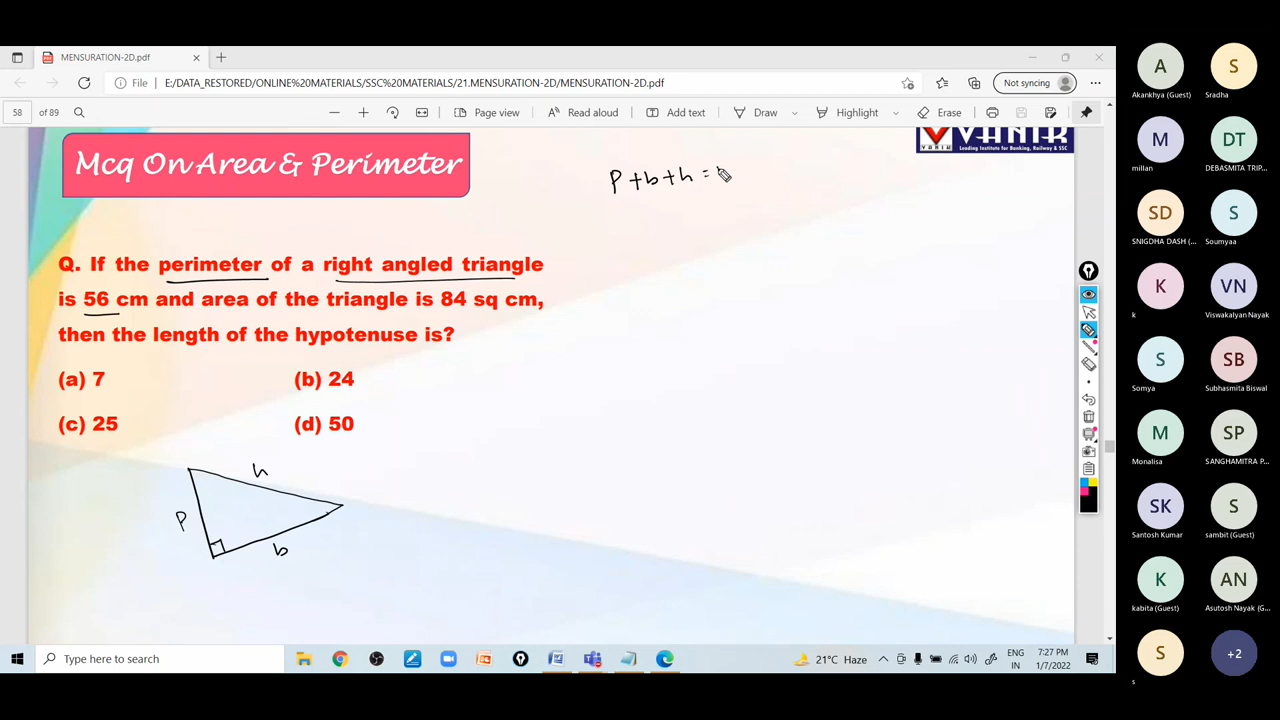 MENSURATION-2D.pdf
File E:/DATA_RESTORED/ONLINE%20MATERIALS/SSC%20MATERIALS/21.MENSURATION-2D/MENSURATION-2D.pdf Not syncing
58 of 89 Page view Read aloud Add text Draw Highlight Erase
VANIK
Leading Institute for Banking, Railway & SSC
Mcq On Area & Perimeter
P + b + h =
Q. If the perimeter of a right angled triangle
is 56 cm and area of the triangle is 84 sq cm,
then the length of the hypotenuse is?
(a) 7 (b) 24
(c) 25 (d) 50
h
P
b
Type here to search
21°C Haze
ENG
IN
7:27 PM
1/7/2022
A S
Akankhya (Guest) Sradha
M DT
millan DEBASMITA TRIP...
SD S
SNIGDHA DASH (... Soumyaa
K VN
k Viswakalyan Nayak
S SB
Somya Subhasmita Biswal
M SP
Monalisa SANGHAMITRA P...
SK S
Santosh Kumar sambit (Guest)
K AN
kabita (Guest) Asutosh Nayak (G...
S +2
s